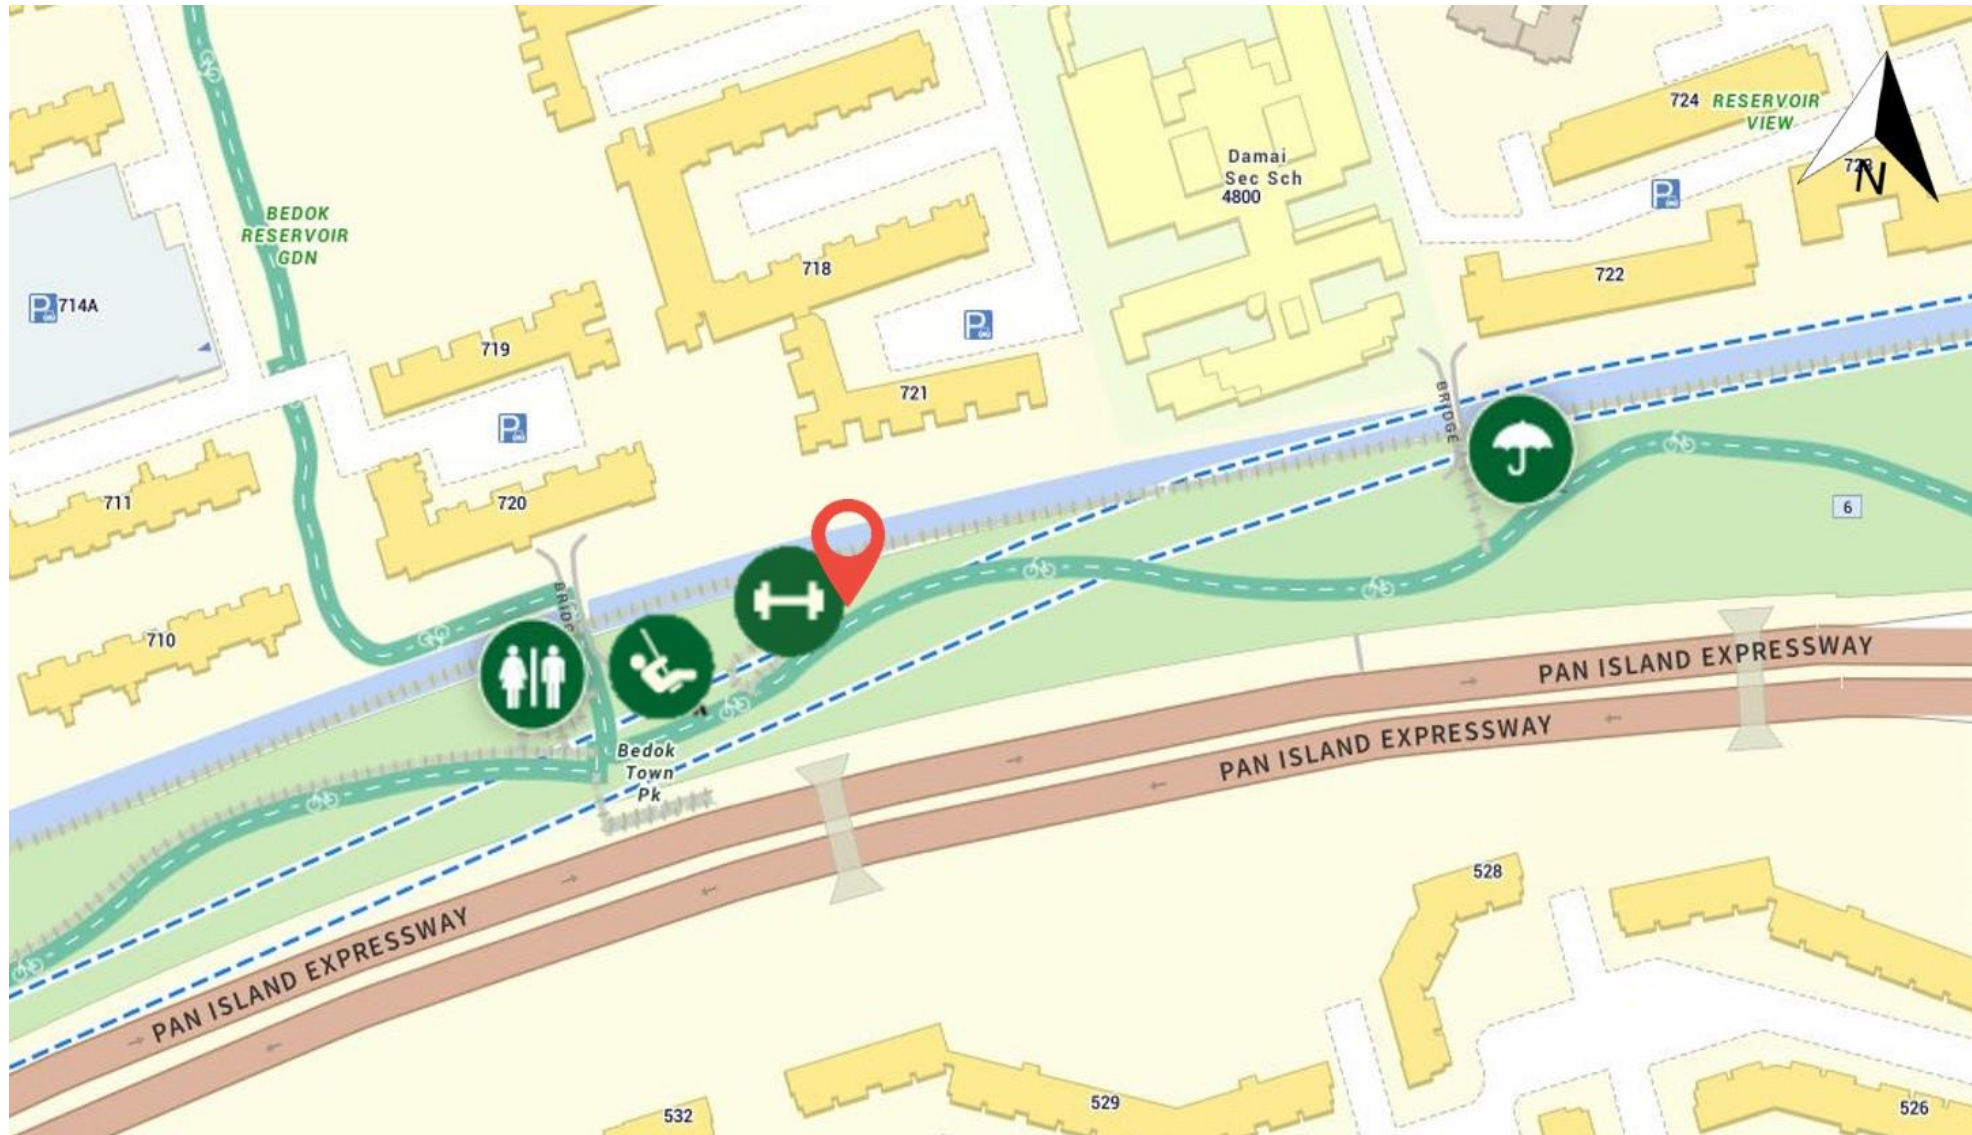 724
RESERVOIR
VIEW
N
Damai
Sec Sch
4800
BEDOK
RESERVOIR
GDN
718
722
P
714A
P
P
719
721
P
BRIDGE
711
720
6
BRIDG
710
PAN ISLAND EXPRESSWAY
Bedok
Town
Pk
PAN ISLAND EXPRESSWAY
528
PAN ISLAND EXPRESSWAY
532
529
526